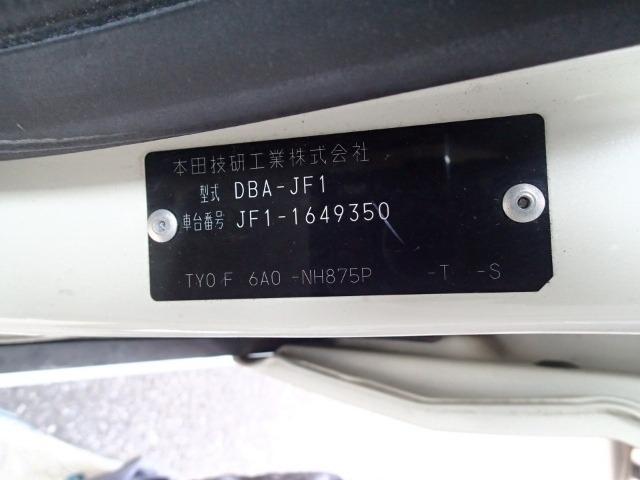 本田技研工業株式会社
型式 DBA-JF1
車台番号 JF1-1649350
TYO F 6AO -NH875P -T -S